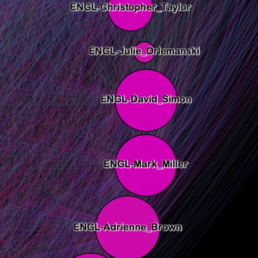 ENGL-Christopher_Taylor
ENGL-Julie_Orlemanski
ENGL-David_Simon
ENGL-Mark_Miller
ENGL-Adrienne_Brown